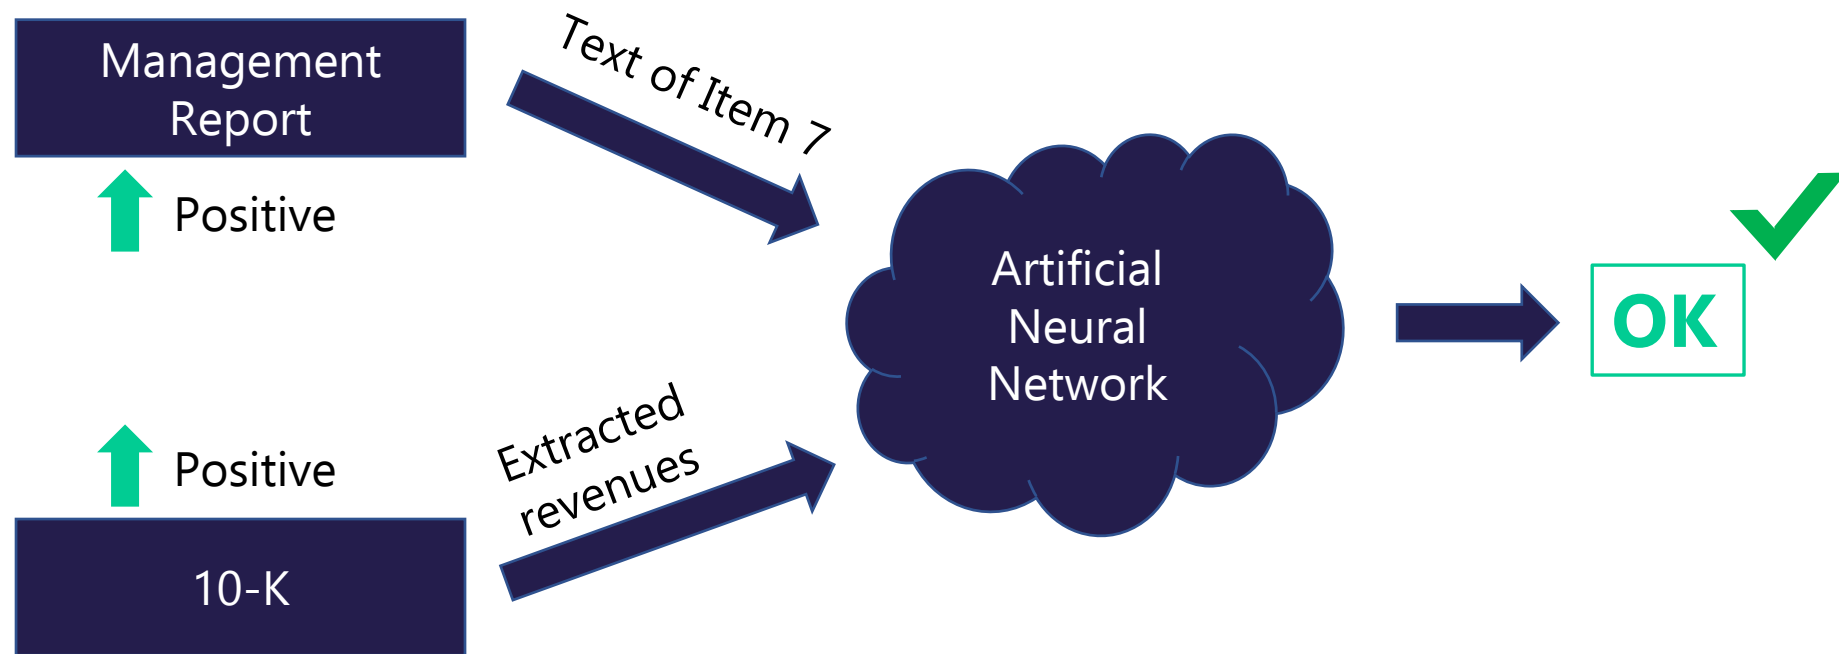 Management
Report
Positive
Text of Item 7
Artificial
Neural
Network
OK
Positive
Extracted
revenues
10-K